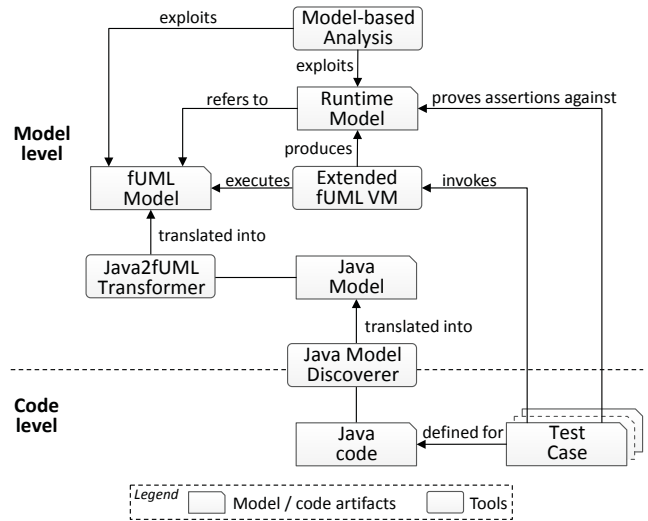 exploits
Model-based
Analysis
exploits
refers to
Runtime
Model
proves assertions against
Model
level
produces
fUML
Model
executes
Extended
fUML VM
invokes
translated into
Java2fUML
Transformer
Java
Model
translated into
Java Model
Discoverer
Code
level
Java
code
defined for
Test
Case
Legend
Model / code artifacts
Tools